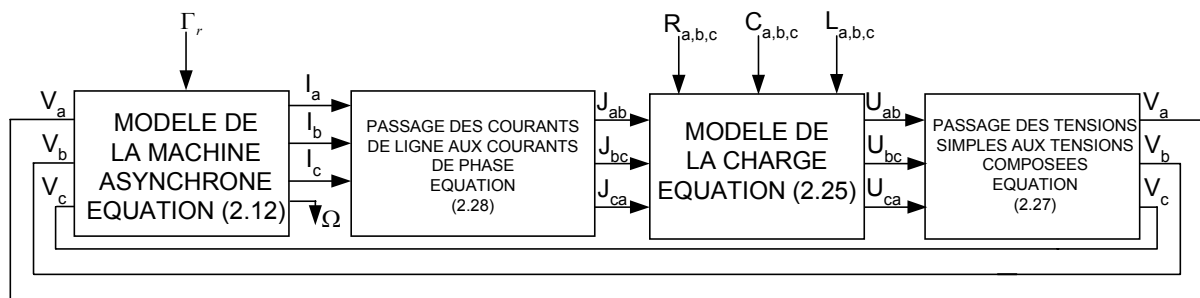 Γr
Ra,b,c
Ca,b,c
La,b,c
Va
Vb
Vc
MODELE DE
LA MACHINE
ASYNCHRONE
EQUATION (2.12)
Ia
Ib
Ic
Ω
PASSAGE DES COURANTS
DE LIGNE AUX COURANTS
DE PHASE
EQUATION
(2.28)
Jab
Jbc
Jca
MODELE DE
LA CHARGE
EQUATION (2.25)
Uab
Ubc
Uca
PASSAGE DES TENSIONS
SIMPLES AUX TENSIONS
COMPOSEES
EQUATION
(2.27)
Va
Vb
Vc